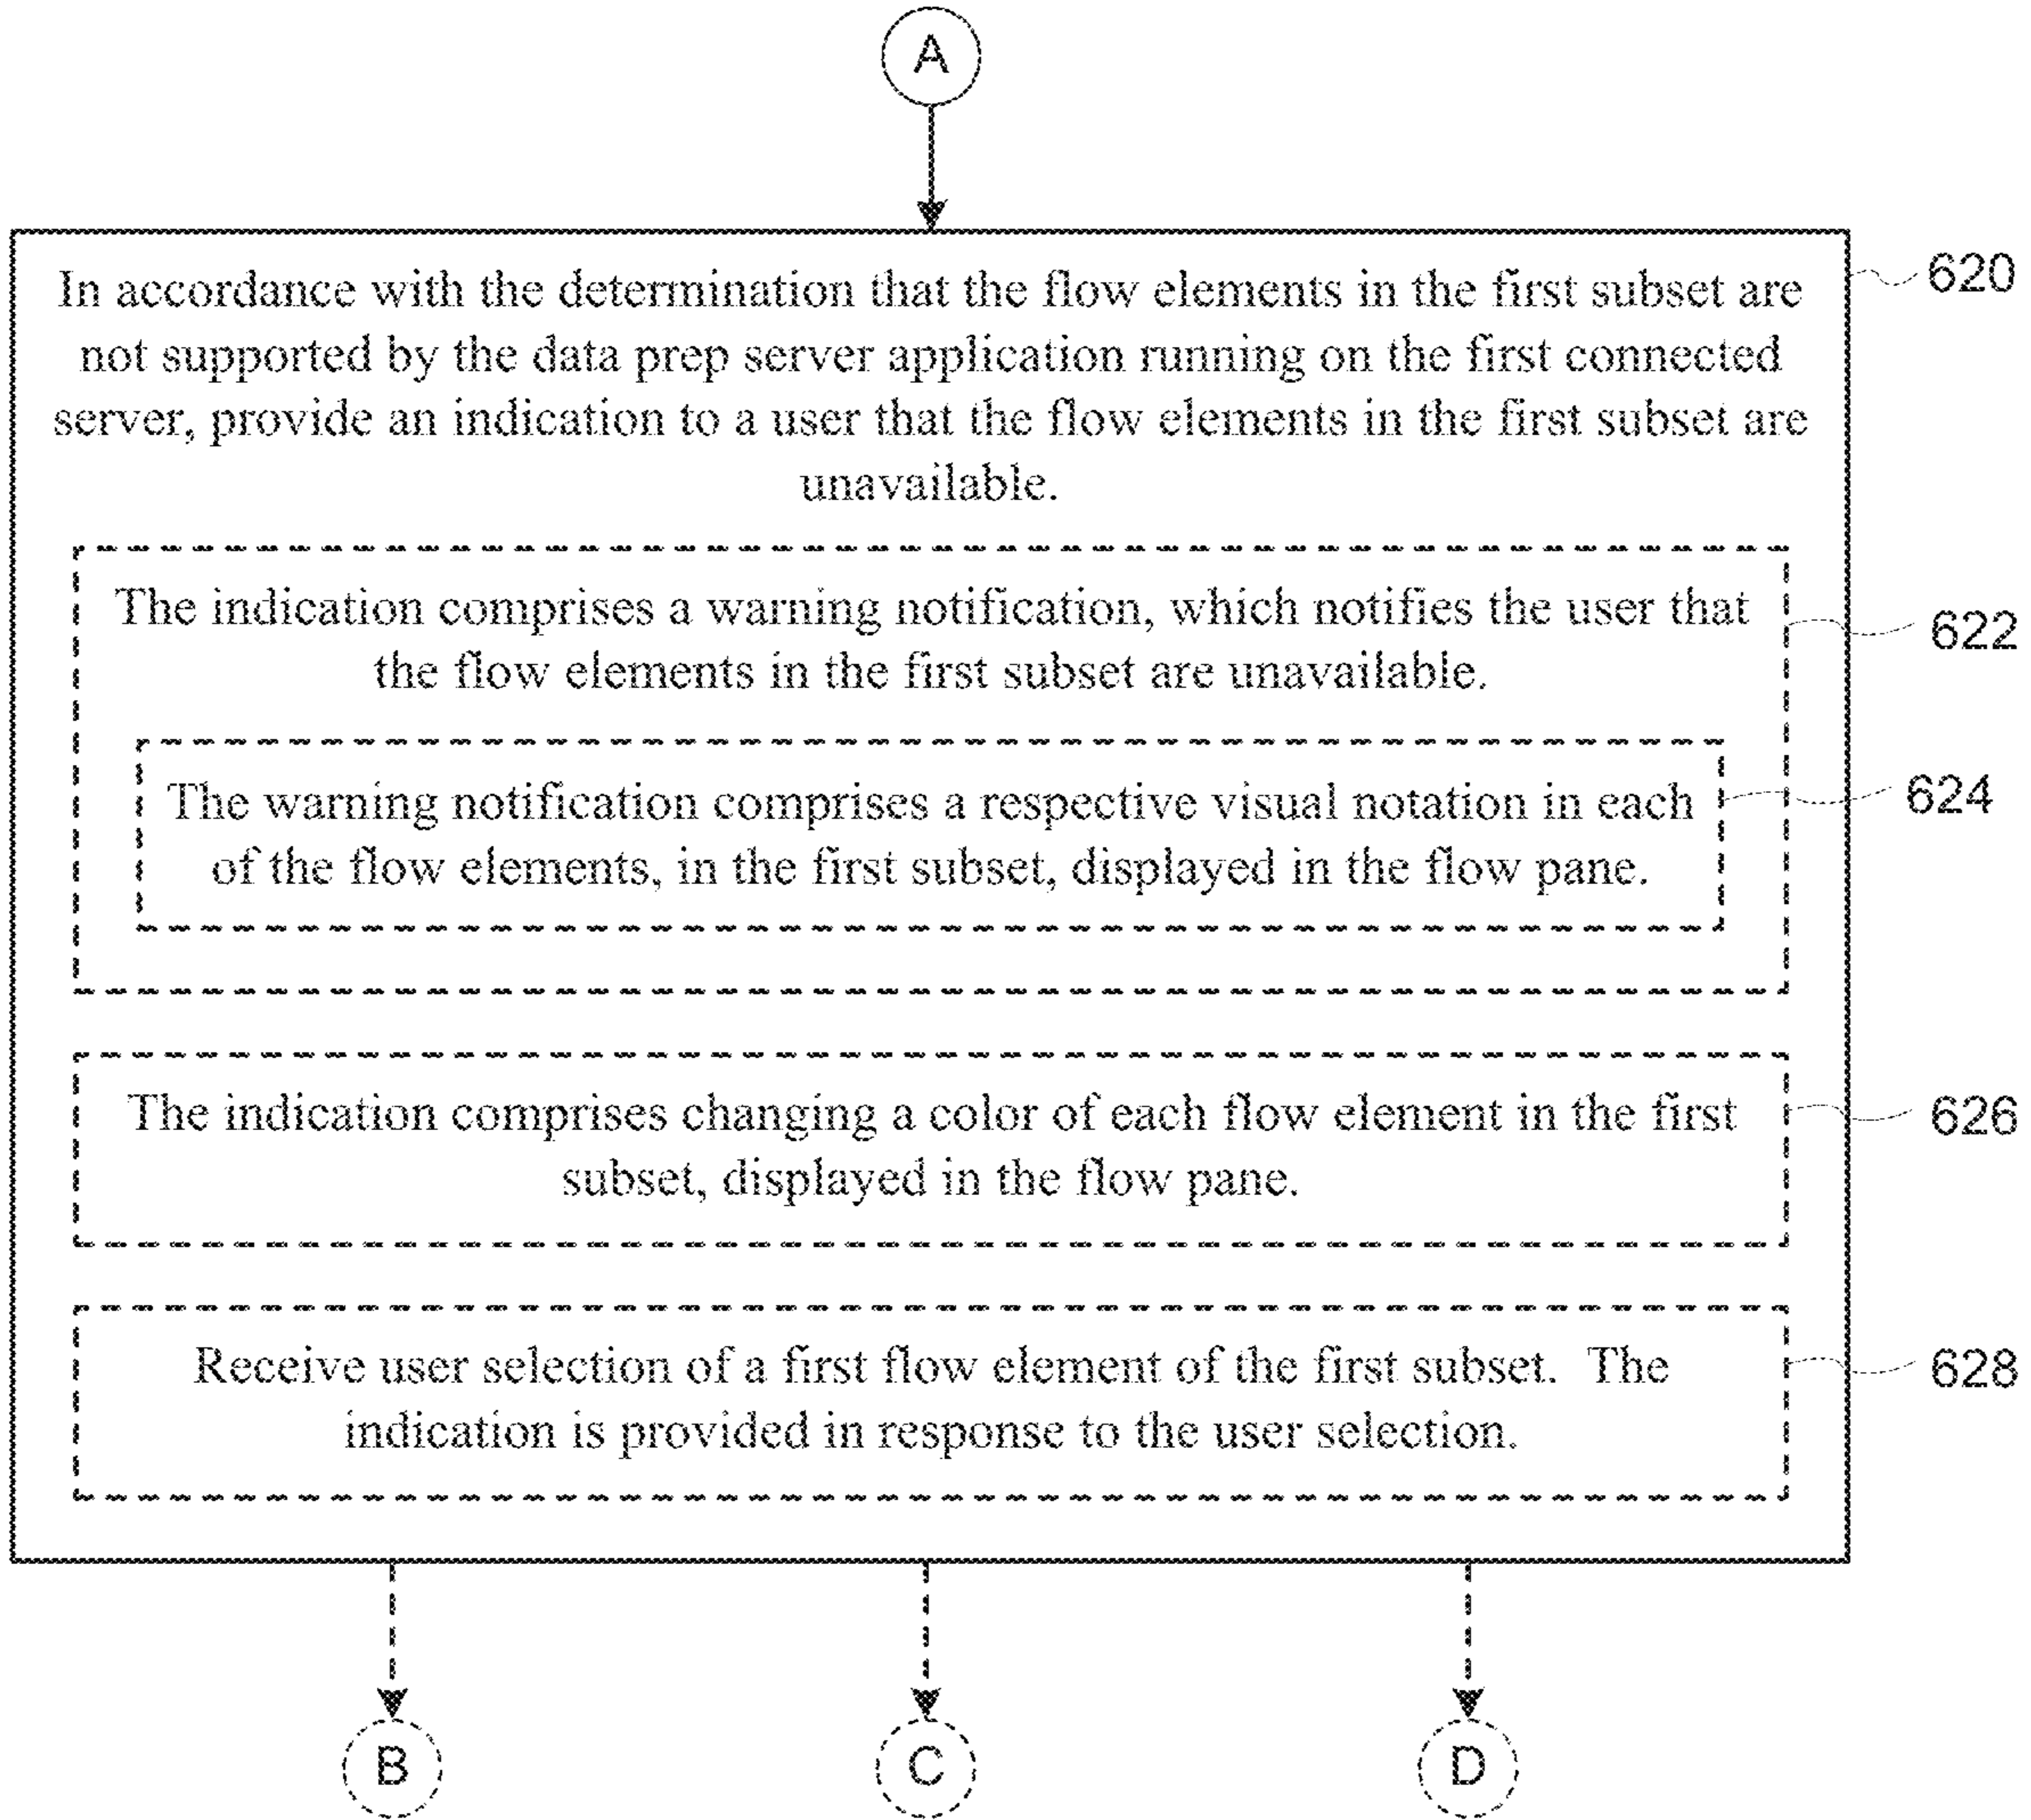 A
In accordance with the determination that the flow elements in the first subset are
not supported by the data prep server application running on the first connected
server, provide an indication to a user that the flow elements in the first subset are
unavailable.
620
The indication comprises a warning notification, which notifies the user that
the flow elements in the first subset are unavailable.
622
The warning notification comprises a respective visual notation in each
of the flow elements, in the first subset, displayed in the flow pane.
624
The indication comprises changing a color of each flow element in the first
subset, displayed in the flow pane.
626
Receive user selection of a first flow element of the first subset.  The
indication is provided in response to the user selection.
628
B
C
D